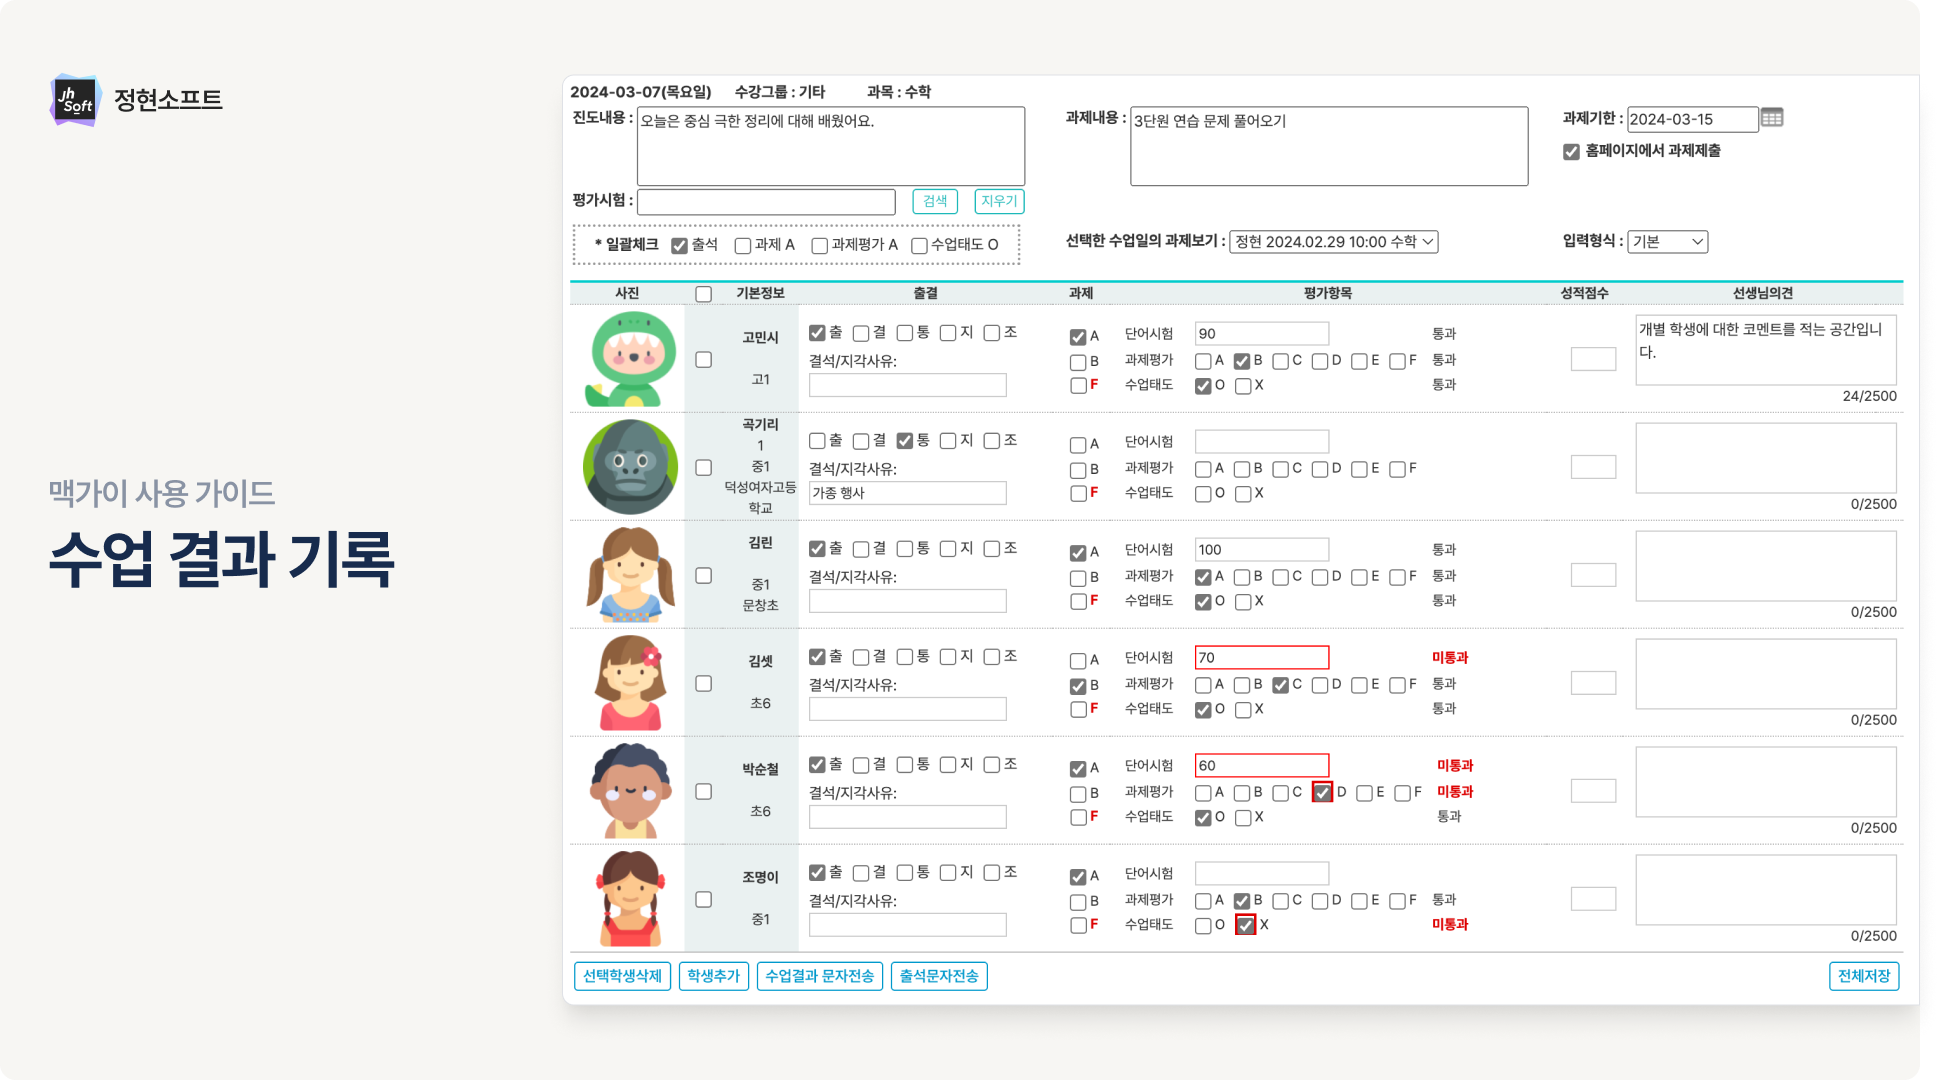 jh Soft 정현소프트
맥가이 사용 가이드
수업 결과 기록
2024-03-07(목요일) 수강그룹 : 기타 과목 : 수학
진도내용 : 오늘은 중심 극한 정리에 대해 배웠어요. 과제내용 : 3단원 연습 문제 풀어오기 과제기한 : 2024-03-15
홈페이지에서 과제제출
평가시험 : 검색 지우기
* 일괄체크 출석 과제 A 과제평가 A 수업태도 O 선택한 수업일의 과제보기 : 정현 2024.02.29 10:00 수학 입력형식 : 기본
사진 기본정보 출결 과제 평가항목 성적점수 선생님의견
고민시
고1
출 결 통 지 조
결석/지각사유:
A
B
F
단어시험 90 통과
과제평가 A B C D E F 통과
수업태도 O X 통과
개별 학생에 대한 코멘트를 적는 공간입니
다.
24/2500
곡기리
1
중1
덕성여자고등
학교
출 결 통 지 조
결석/지각사유:
가종 행사
A
B
F
단어시험
과제평가 A B C D E F
수업태도 O X
0/2500
김린
중1
문창초
출 결 통 지 조
결석/지각사유:
A
B
F
단어시험 100 통과
과제평가 A B C D E F 통과
수업태도 O X 통과
0/2500
김셋
초6
출 결 통 지 조
결석/지각사유:
A
B
F
단어시험 70 미통과
과제평가 A B C D E F 통과
수업태도 O X 통과
0/2500
박순철
초6
출 결 통 지 조
결석/지각사유:
A
B
F
단어시험 60 미통과
과제평가 A B C D E F 미통과
수업태도 O X 통과
0/2500
조명이
중1
출 결 통 지 조
결석/지각사유:
A
B
F
단어시험
과제평가 A B C D E F 통과
수업태도 O X 미통과
0/2500
선택학생삭제 학생추가 수업결과 문자전송 출석문자전송 전체저장